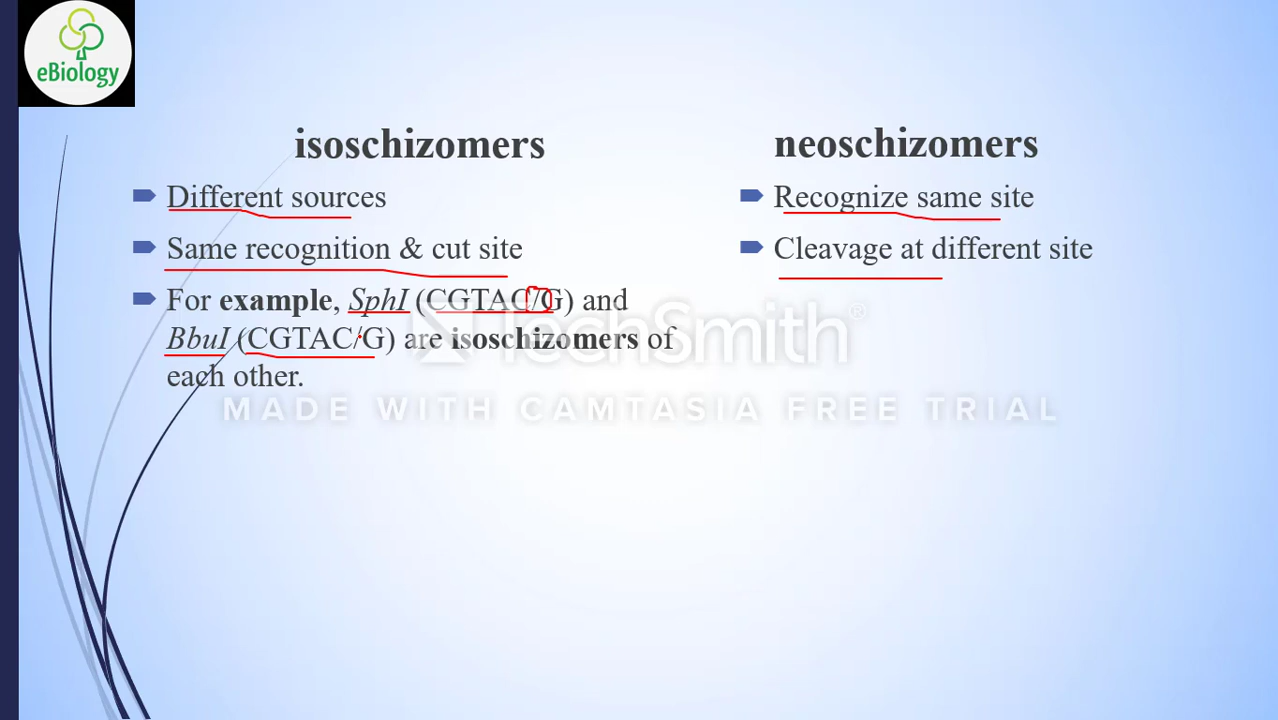 eBiology
isoschizomers
Different sources
Same recognition & cut site
For example, SphI (CGTAC/G) and
BbuI (CGTAC/G) are isoschizomers of
each other.
neoschizomers
Recognize same site
Cleavage at different site
TechSmith®
MADE WITH CAMTASIA FREE TRIAL